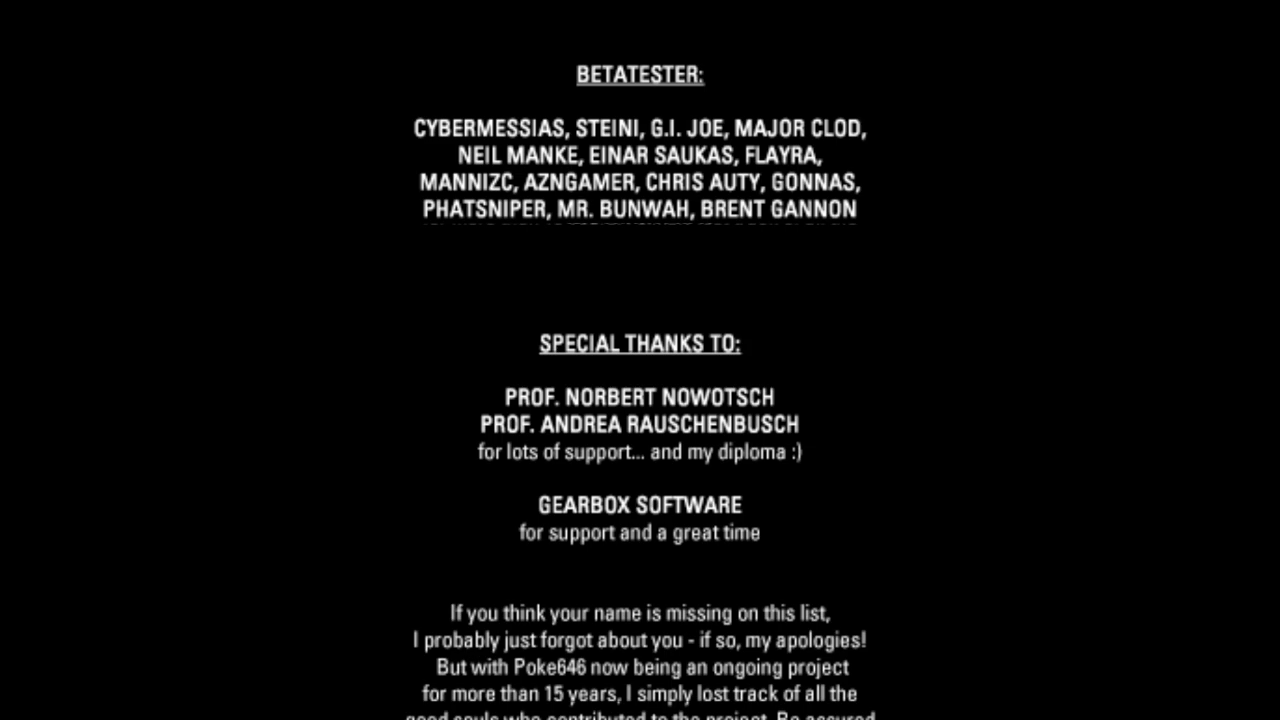 BETATESTER:
CYBERMESSIAS, STEINI, G.I. JOE, MAJOR CLOD,
NEIL MANKE, EINAR SAUKAS, FLAYRA,
MANNIZC, AZNGAMER, CHRIS AUTY, GONNAS,
PHATSNIPER, MR. BUNWAH, BRENT GANNON
SPECIAL THANKS TO:
PROF. NORBERT NOWOTSCH
PROF. ANDREA RAUSCHENBUSCH
for lots of support... and my diploma :)
GEARBOX SOFTWARE
for support and a great time
If you think your name is missing on this list,
I probably just forgot about you - if so, my apologies!
But with Poke646 now being an ongoing project
for more than 15 years, I simply lost track of all the
good souls who contributed to the project. Be assured